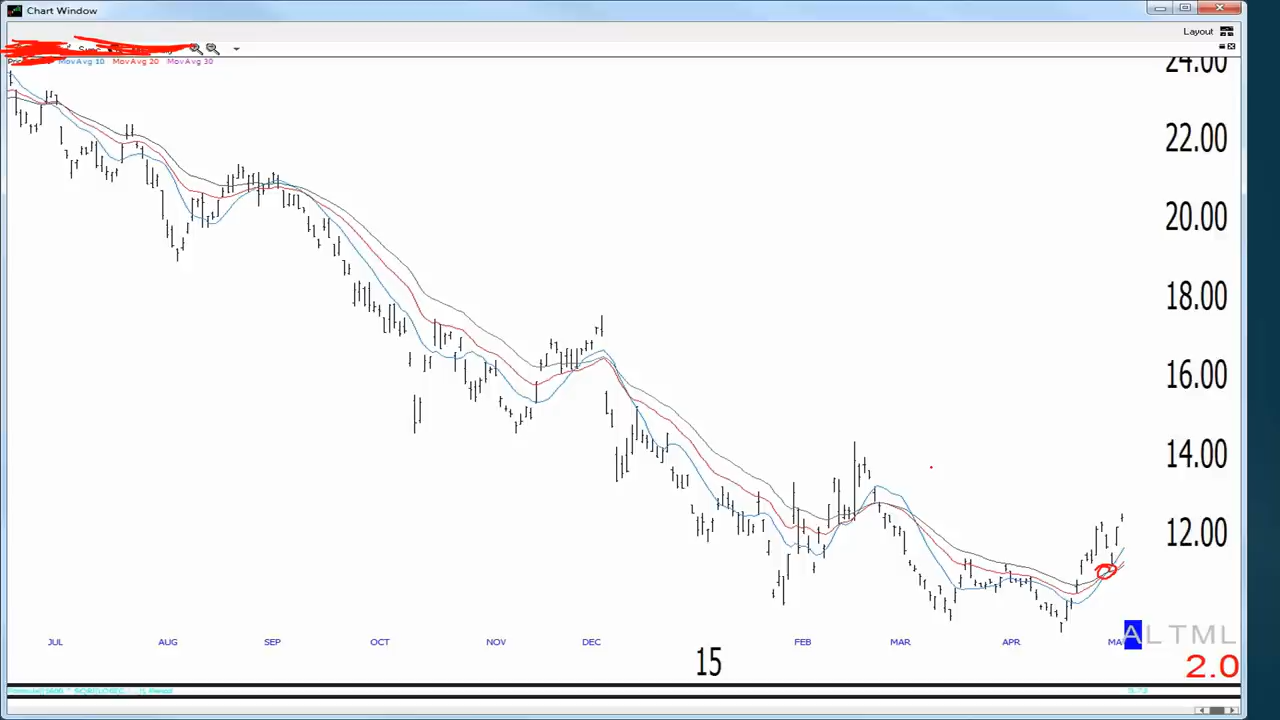 Chart Window
Layout
MovAvg 10 MovAvg 20 MovAvg 30
24.00
22.00
20.00
18.00
16.00
14.00
12.00
JUL AUG SEP OCT NOV DEC FEB MAR APR MA
15
ALTML
2.0